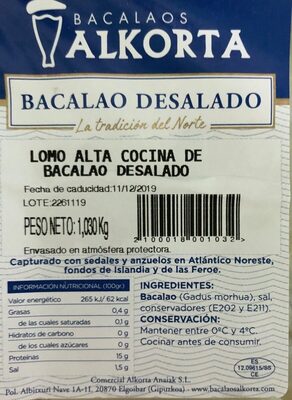 BACALAOS
ALKORTA
BACALAO DESALADO
La tradición del Norte
LOMO ALTA COCINA DE
BACALAO DESALADO
Fecha de caducidad:11/12/2019
LOTE:2261119
PESO NETO: 1,030 Kg
2100018001032
Envasado en atmósfera protectora.
Capturado con sedales y anzuelos en Atlántico Noreste,
fondos de Islandia y de las Feroe.
INFORMACIÓN NUTRICIONAL (100gr)
Valor energético 265 kJ/ 62 kcal
Grasas 0,4 g
de las cuales saturadas 0,1 g
Hidratos de carbono 0 g
de los cuales azúcares 0 g
Proteinas 15 g
Sal 1,5 g
INGREDIENTES:
Bacalao (Gadus morhua), sal,
conservadores (E202 y E211).
CONSERVACIÓN:
Mantener entre 0ºC y 4ºC.
Cocinar antes de consumir.
ES
12.09615/SS
CE
Comercial Alkorta Anaiak S.L.
Pol. Albitxuri Nave 1A-11, 20870 Elgoibar (Gipuzkoa) · www.bacalaosalkorta.com